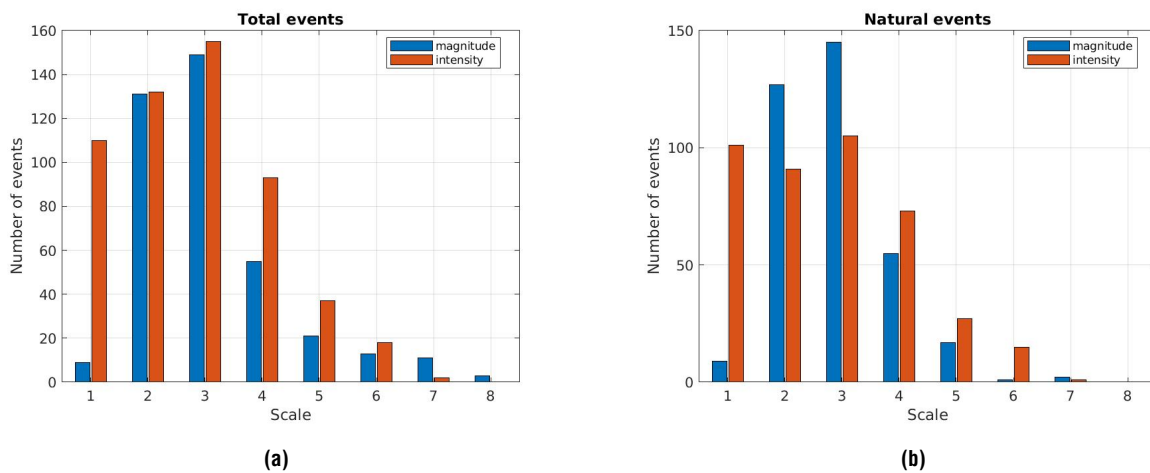 Total events
160
140
120
100
80
60
40
20
0
Number of events
magnitude
intensity
1 2 3 4 5 6 7 8
Scale
(a)
Natural events
150
100
50
0
Number of events
magnitude
intensity
1 2 3 4 5 6 7 8
Scale
(b)